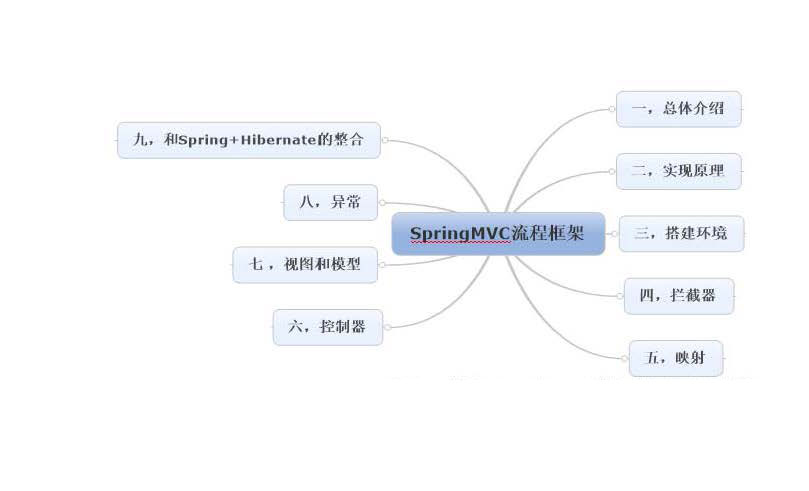 SpringMVC流程框架
一，总体介绍
二，实现原理
三，搭建环境
四，拦截器
五，映射
六，控制器
七，视图和模型
八，异常
九，和Spring+Hibernate的整合